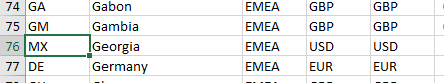 74 GA Gabon EMEA GBP GBP
75 GM Gambia EMEA GBP GBP
76 MX Georgia EMEA USD USD
77 DE Germany EMEA EUR EUR